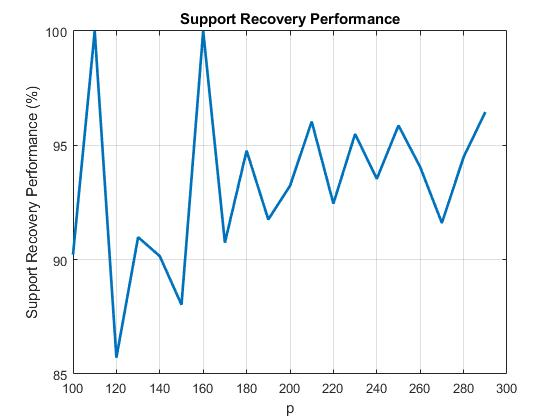 Support Recovery Performance
Support Recovery Performance (%)
100
95
90
85
100 120 140 160 180 200 220 240 260 280 300
p